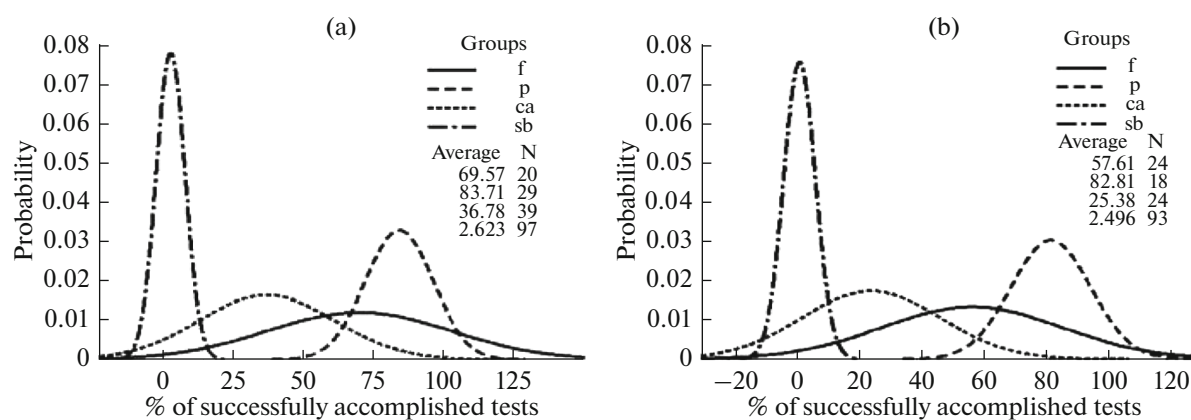 (a)
Probability
0.08
0.07
0.06
0.05
0.04
0.03
0.02
0.01
0
Groups
f
p
ca
sb
Average N
69.57 20
83.71 29
36.78 39
2.623 97
0 25 50 75 100 125
% of successfully accomplished tests
(b)
Probability
0.08
0.07
0.06
0.05
0.04
0.03
0.02
0.01
0
Groups
f
p
ca
sb
Average N
57.61 24
82.81 18
25.38 24
2.496 93
−20 0 20 40 60 80 100 120
% of successfully accomplished tests